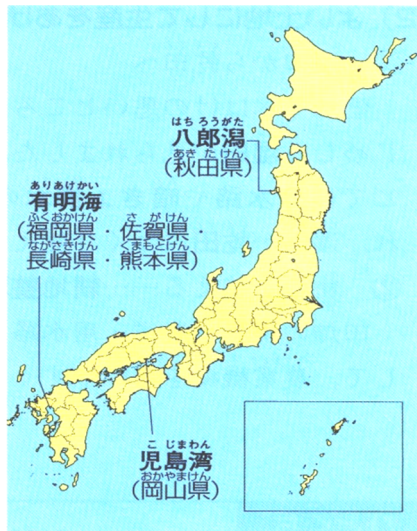 はちろうがた
八郎潟
あきたけん
(秋田県)
ありあけかい
有明海
ふくおかけん さがけん
(福岡県・佐賀県・
ながさきけん くまもとけん
長崎県・熊本県)
こじまわん
児島湾
おかやまけん
(岡山県)